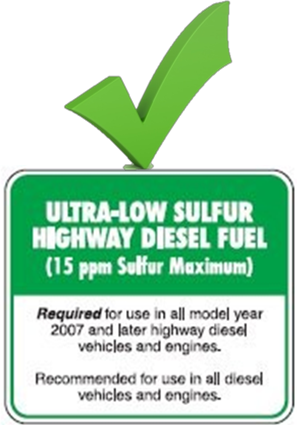 ULTRA-LOW SULFUR
HIGHWAY DIESEL FUEL
(15 ppm Sulfur Maximum)
Required for use in all model year
2007 and later highway diesel
vehicles and engines.
Recommended for use in all diesel
vehicles and engines.